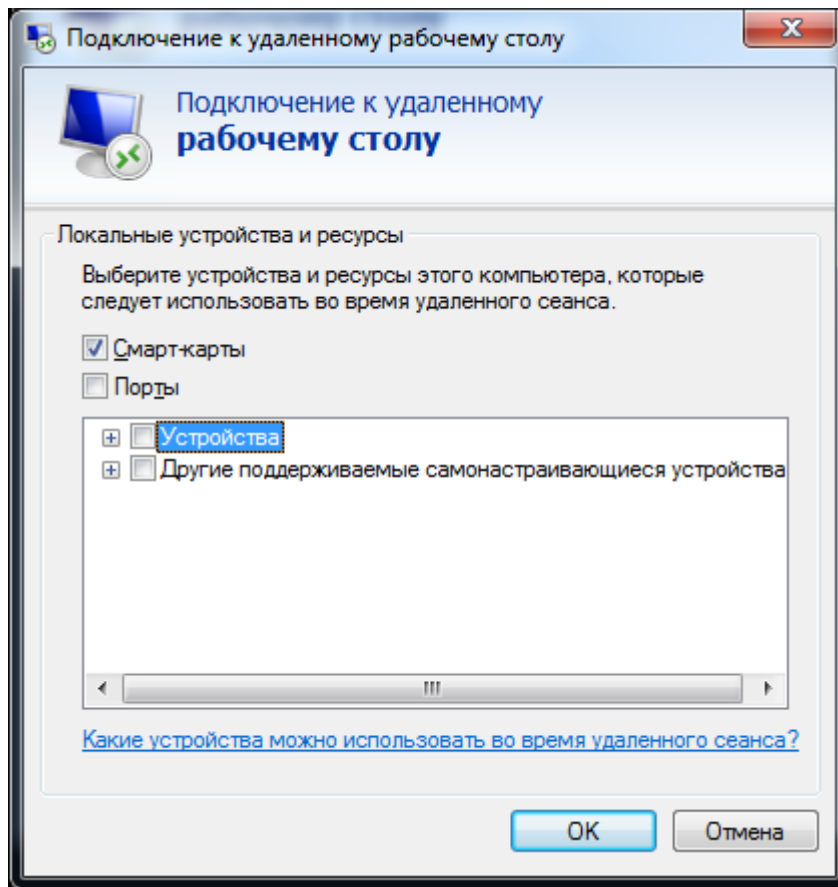 Подключение к удаленному рабочему столу
Подключение к удаленному
рабочему столу
Локальные устройства и ресурсы
Выберите устройства и ресурсы этого компьютера, которые
следует использовать во время удаленного сеанса.
Смарт-карты
Порты
Устройства
Другие поддерживаемые самонастраивающиеся устройства
Какие устройства можно использовать во время удаленного сеанса?
OK
Отмена